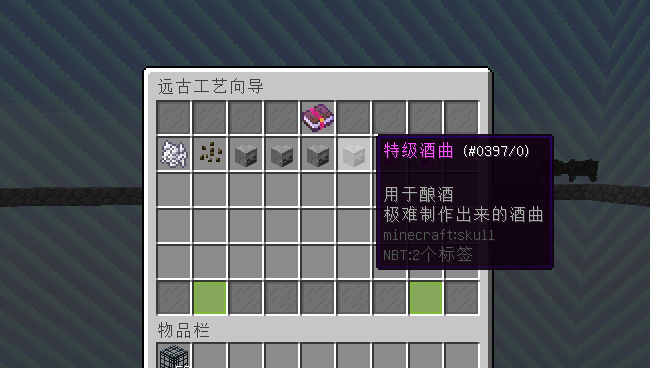 远古工艺向导
特级酒曲 (#0397/0)
用于酿酒
极难制作出来的酒曲
minecraft:skull
NBT:2个标签
物品栏